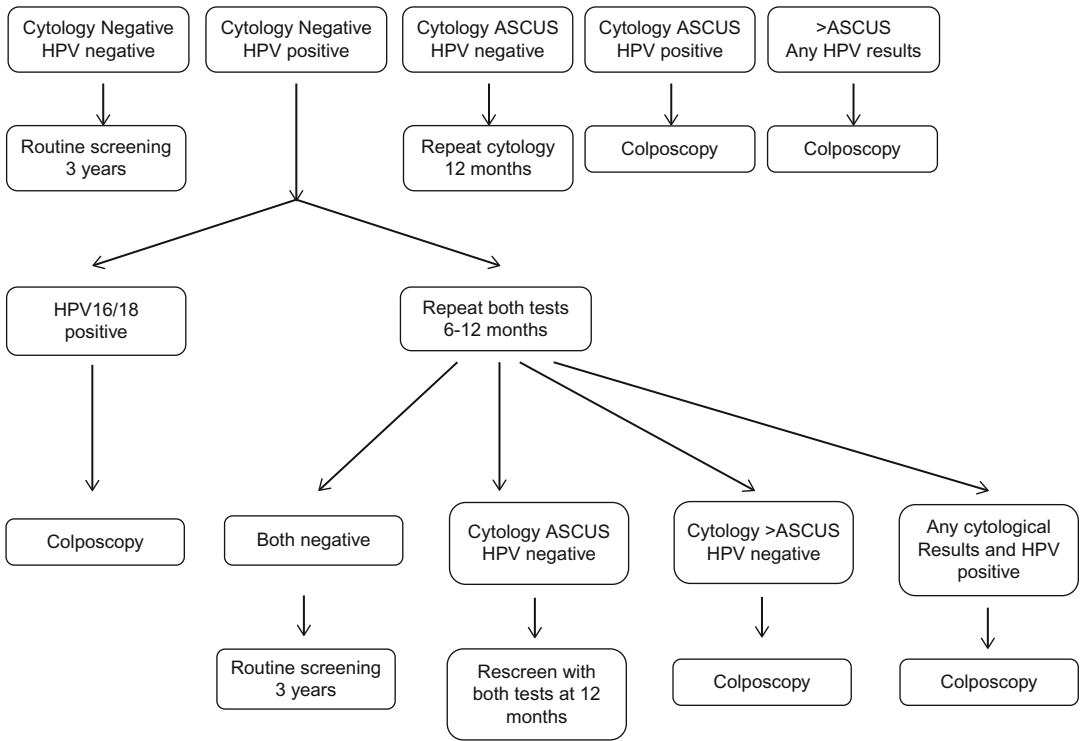 Cytology Negative
HPV negative
Cytology Negative
HPV positive
Cytology ASCUS
HPV negative
Cytology ASCUS
HPV positive
>ASCUS
Any HPV results
Routine screening
3 years
Repeat cytology
12 months
Colposcopy
Colposcopy
HPV16/18
positive
Repeat both tests
6-12 months
Colposcopy
Both negative
Cytology ASCUS
HPV negative
Cytology >ASCUS
HPV negative
Any cytological
Results and HPV
positive
Routine screening
3 years
Rescreen with
both tests at 12
months
Colposcopy
Colposcopy